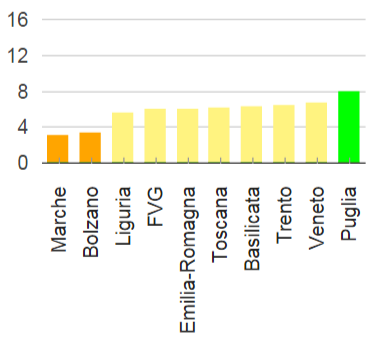 16
12
8
4
0
Marche
Bolzano
Liguria
FVG
Emilia-Romagna
Toscana
Basilicata
Trento
Veneto
Puglia